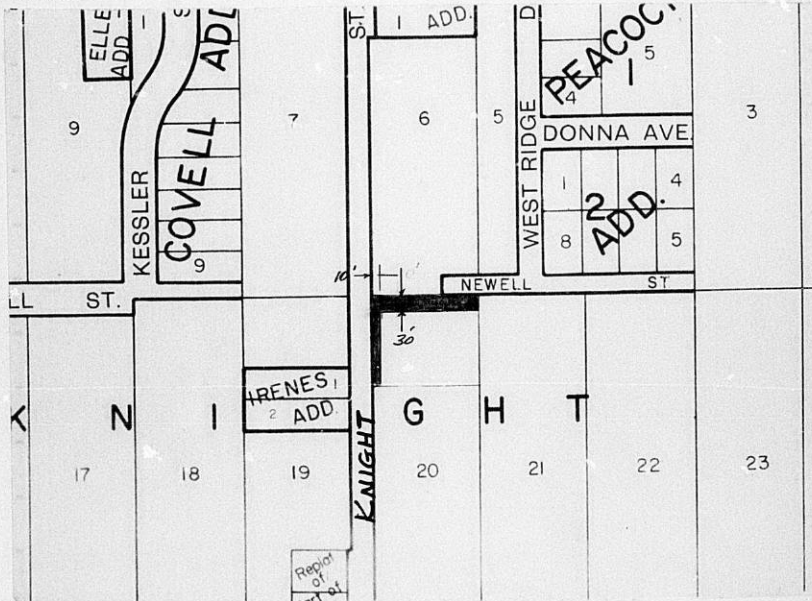 ELLE
ADD.
1
S
ADD
ST.
1 ADD.
D
PEACOC
1
5
4
9
7
6
5
3
DONNA AVE.
WEST RIDGE
KESSLER
COVELL
9
1
4
2
ADD.
8
5
10'
NEWELL ST
LL ST.
30'
IRENES 1
2 ADD.
K N I G H T
KNIGHT
17
18
19
20
21
22
23
Replat
of